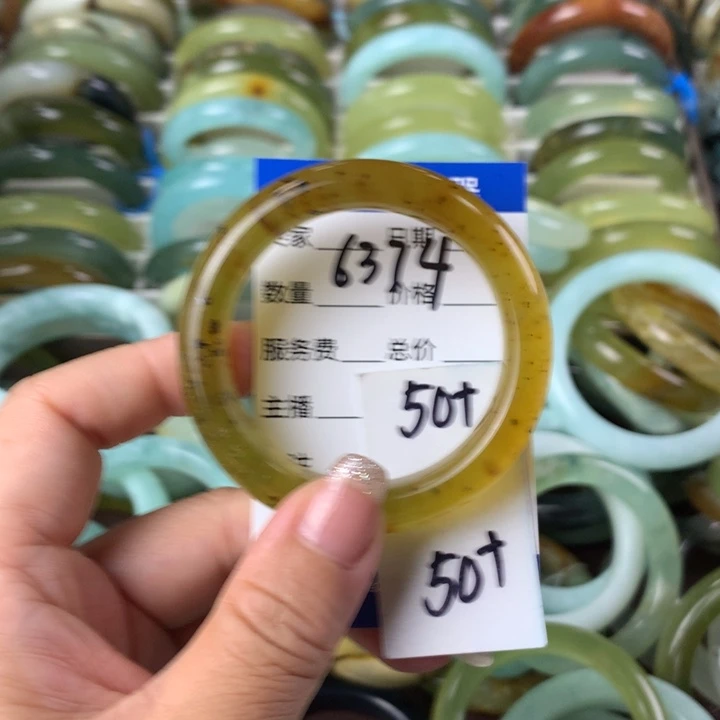 家 日期
6374
数量 价格
服务费 总价
主播
50+
50+